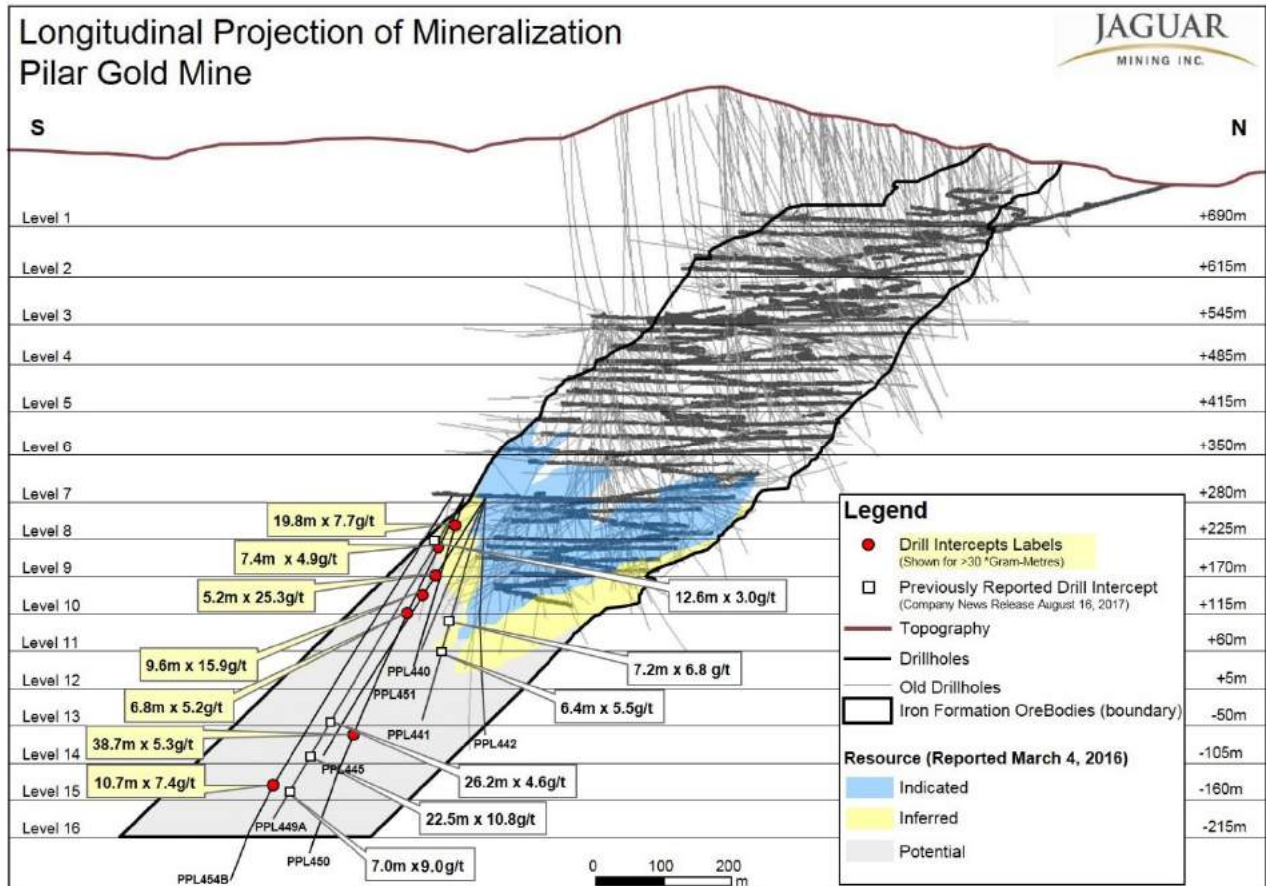 Longitudinal Projection of Mineralization
Pilar Gold Mine
JAGUAR
MINING INC.
S
N
Level 1
+690m
Level 2
+615m
Level 3
+545m
Level 4
+485m
Level 5
+415m
Level 6
+350m
Level 7
+280m
Level 8
+225m
Level 9
+170m
Level 10
+115m
Level 11
+60m
Level 12
+5m
Level 13
-50m
Level 14
-105m
Level 15
-160m
Level 16
-215m
19.8m x 7.7g/t
7.4m x 4.9g/t
5.2m x 25.3g/t
9.6m x 15.9g/t
6.8m x 5.2g/t
38.7m x 5.3g/t
10.7m x 7.4g/t
12.6m x 3.0g/t
7.2m x 6.8 g/t
6.4m x 5.5g/t
26.2m x 4.6g/t
22.5m x 10.8g/t
7.0m x9.0g/t
PPL440
PPL451
PPL441
PPL442
PPL445
PPL449A
PPL450
PPL454B
Legend
Drill Intercepts Labels
(Shown for >30 *Gram-Metres)
Previously Reported Drill Intercept
(Company News Release August 16, 2017)
Topography
Drillholes
Old Drillholes
Iron Formation OreBodies (boundary)
Resource (Reported March 4, 2016)
Indicated
Inferred
Potential
0 100 200
m